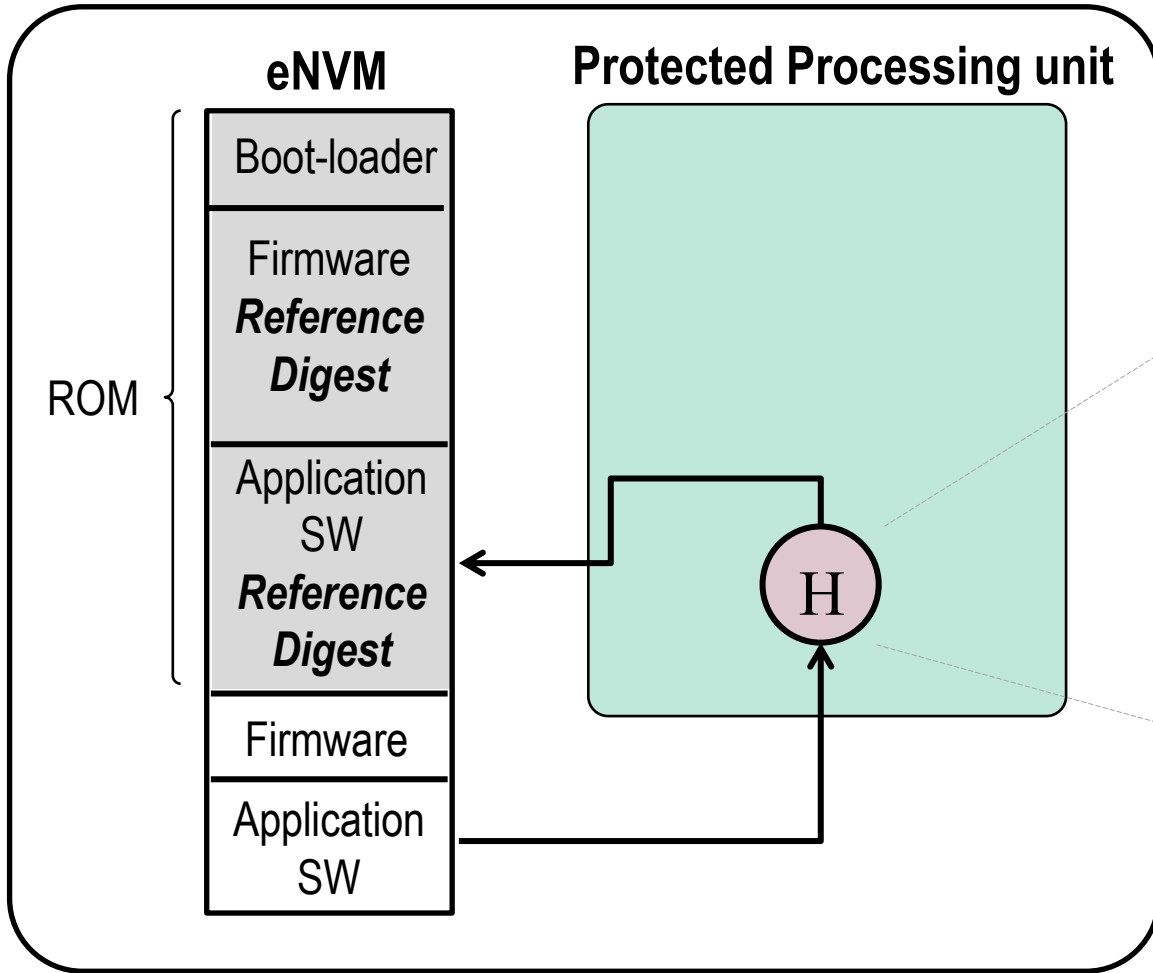 eNVM
Protected Processing unit
Boot-loader
Firmware
Reference
Digest
ROM
Application
SW
Reference
Digest
H
Firmware
Application
SW